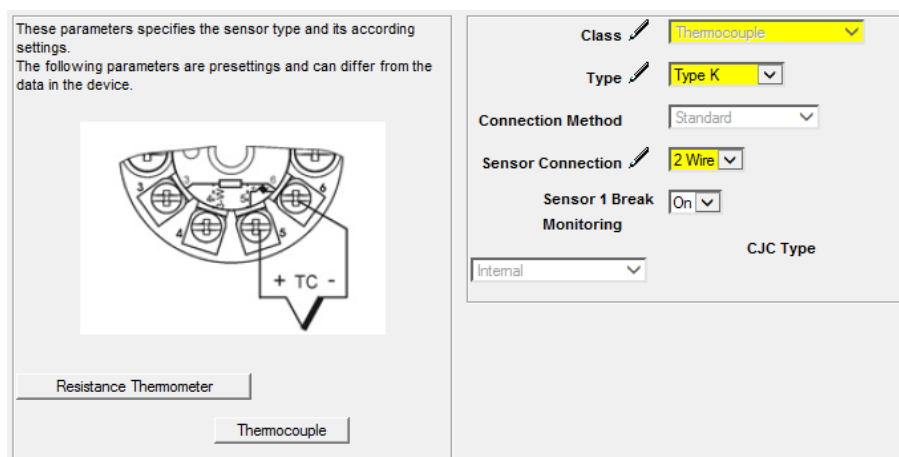 These parameters specifies the sensor type and its according
settings.
The following parameters are presettings and can differ from the
data in the device.
3
3
6
6
4
5
+ TC -
Resistance Thermometer
Thermocouple
Class Thermocouple
Type Type K
Connection Method Standard
Sensor Connection 2 Wire
Sensor 1 Break On
Monitoring
CJC Type
Internal